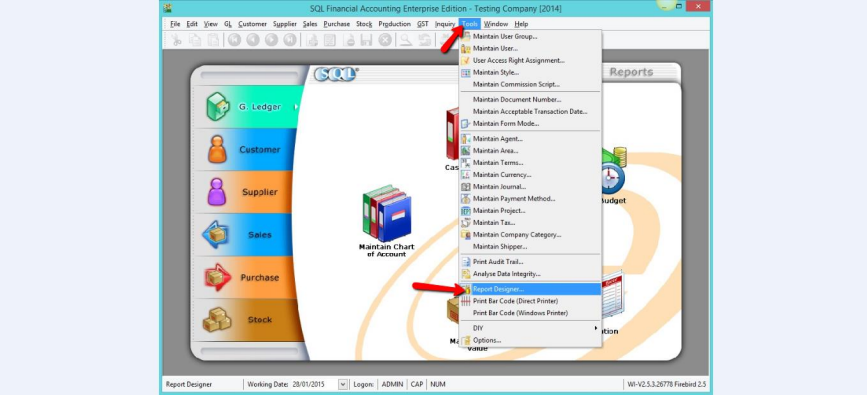 SQL Financial Accounting Enterprise Edition - Testing Company [2014]
File Edit View GL Customer Supplier Sales Purchase Stock Production GST Inquiry Tools Window Help
Maintain User Group...
Maintain User...
User Access Right Assignment...
Maintain Style...
Maintain Commission Script...
Maintain Document Number...
Maintain Acceptable Transaction Date...
Maintain Form Mode...
Maintain Agent...
Maintain Area...
Maintain Terms...
Maintain Currency...
Maintain Journal...
Maintain Payment Method...
Maintain Project...
Maintain Tax...
Maintain Company Category...
Maintain Shipper...
Print Audit Trail...
Analyse Data Integrity...
Report Designer...
Print Bar Code (Direct Printer)
Print Bar Code (Windows Printer)
DIY
Options...
SQL
Reports
G. Ledger
Customer
Supplier
Sales
Purchase
Stock
Maintain Chart
of Account
Report Designer Working Date: 28/01/2015 Logon: ADMIN CAP NUM WI-V2.5.3.26778 Firebird 2.5